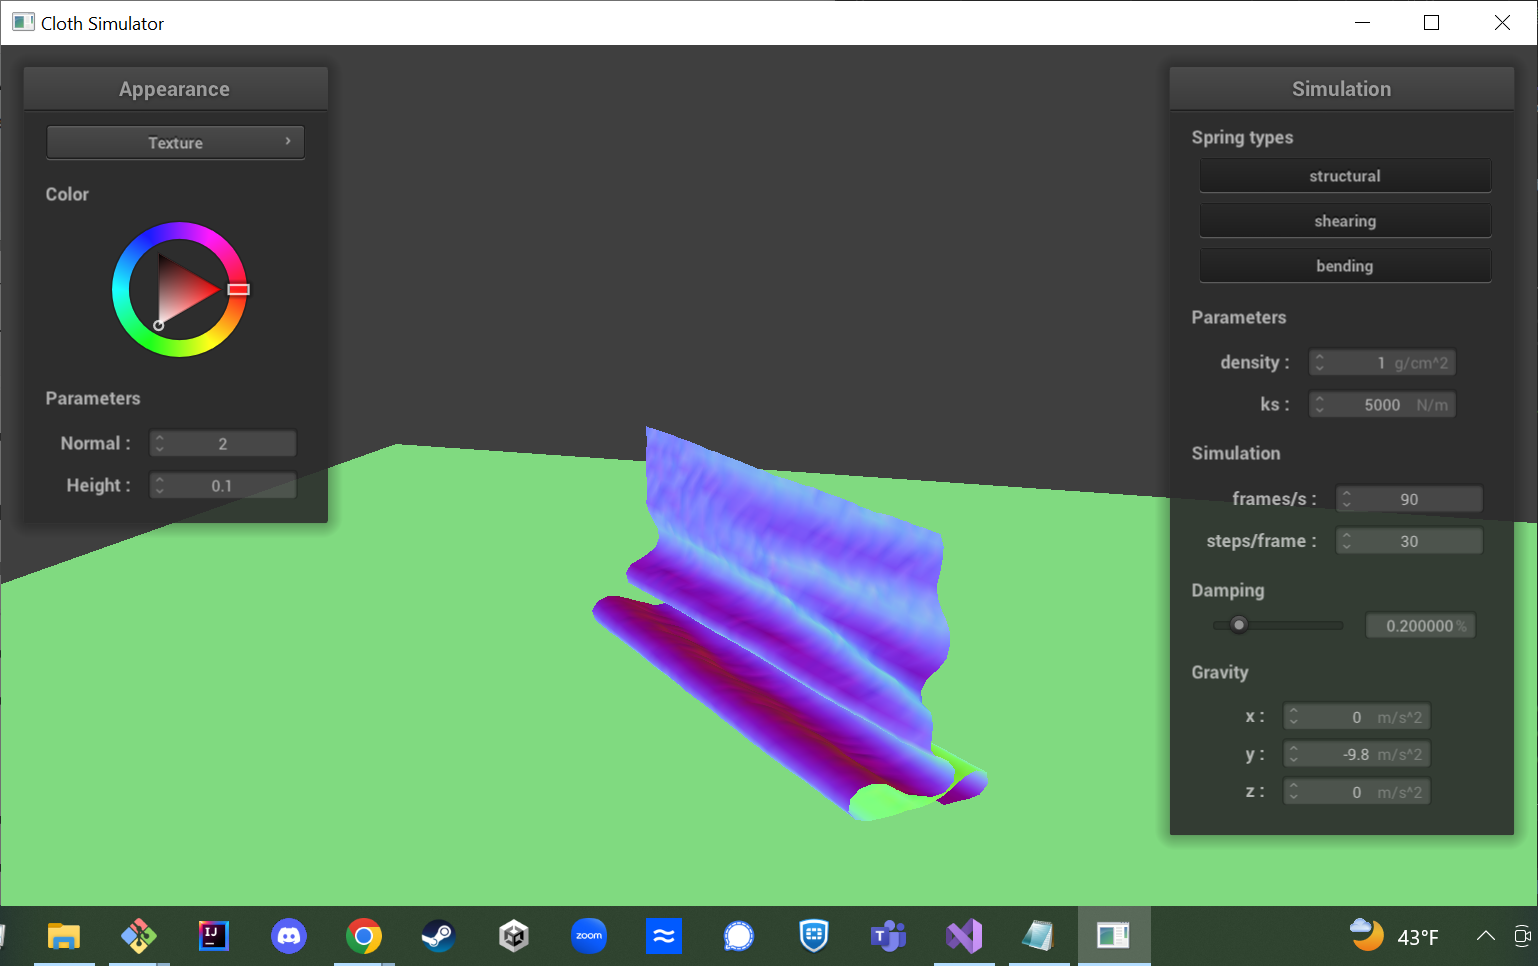 Cloth Simulator
Appearance
Texture
Color
Parameters
Normal : 2
Height : 0.1
Simulation
Spring types
structural
shearing
bending
Parameters
density : 1 g/cm^2
ks : 5000 N/m
Simulation
frames/s : 90
steps/frame : 30
Damping
0.200000 %
Gravity
x : 0 m/s^2
y : -9.8 m/s^2
z : 0 m/s^2
IJ
zoom
T
43°F